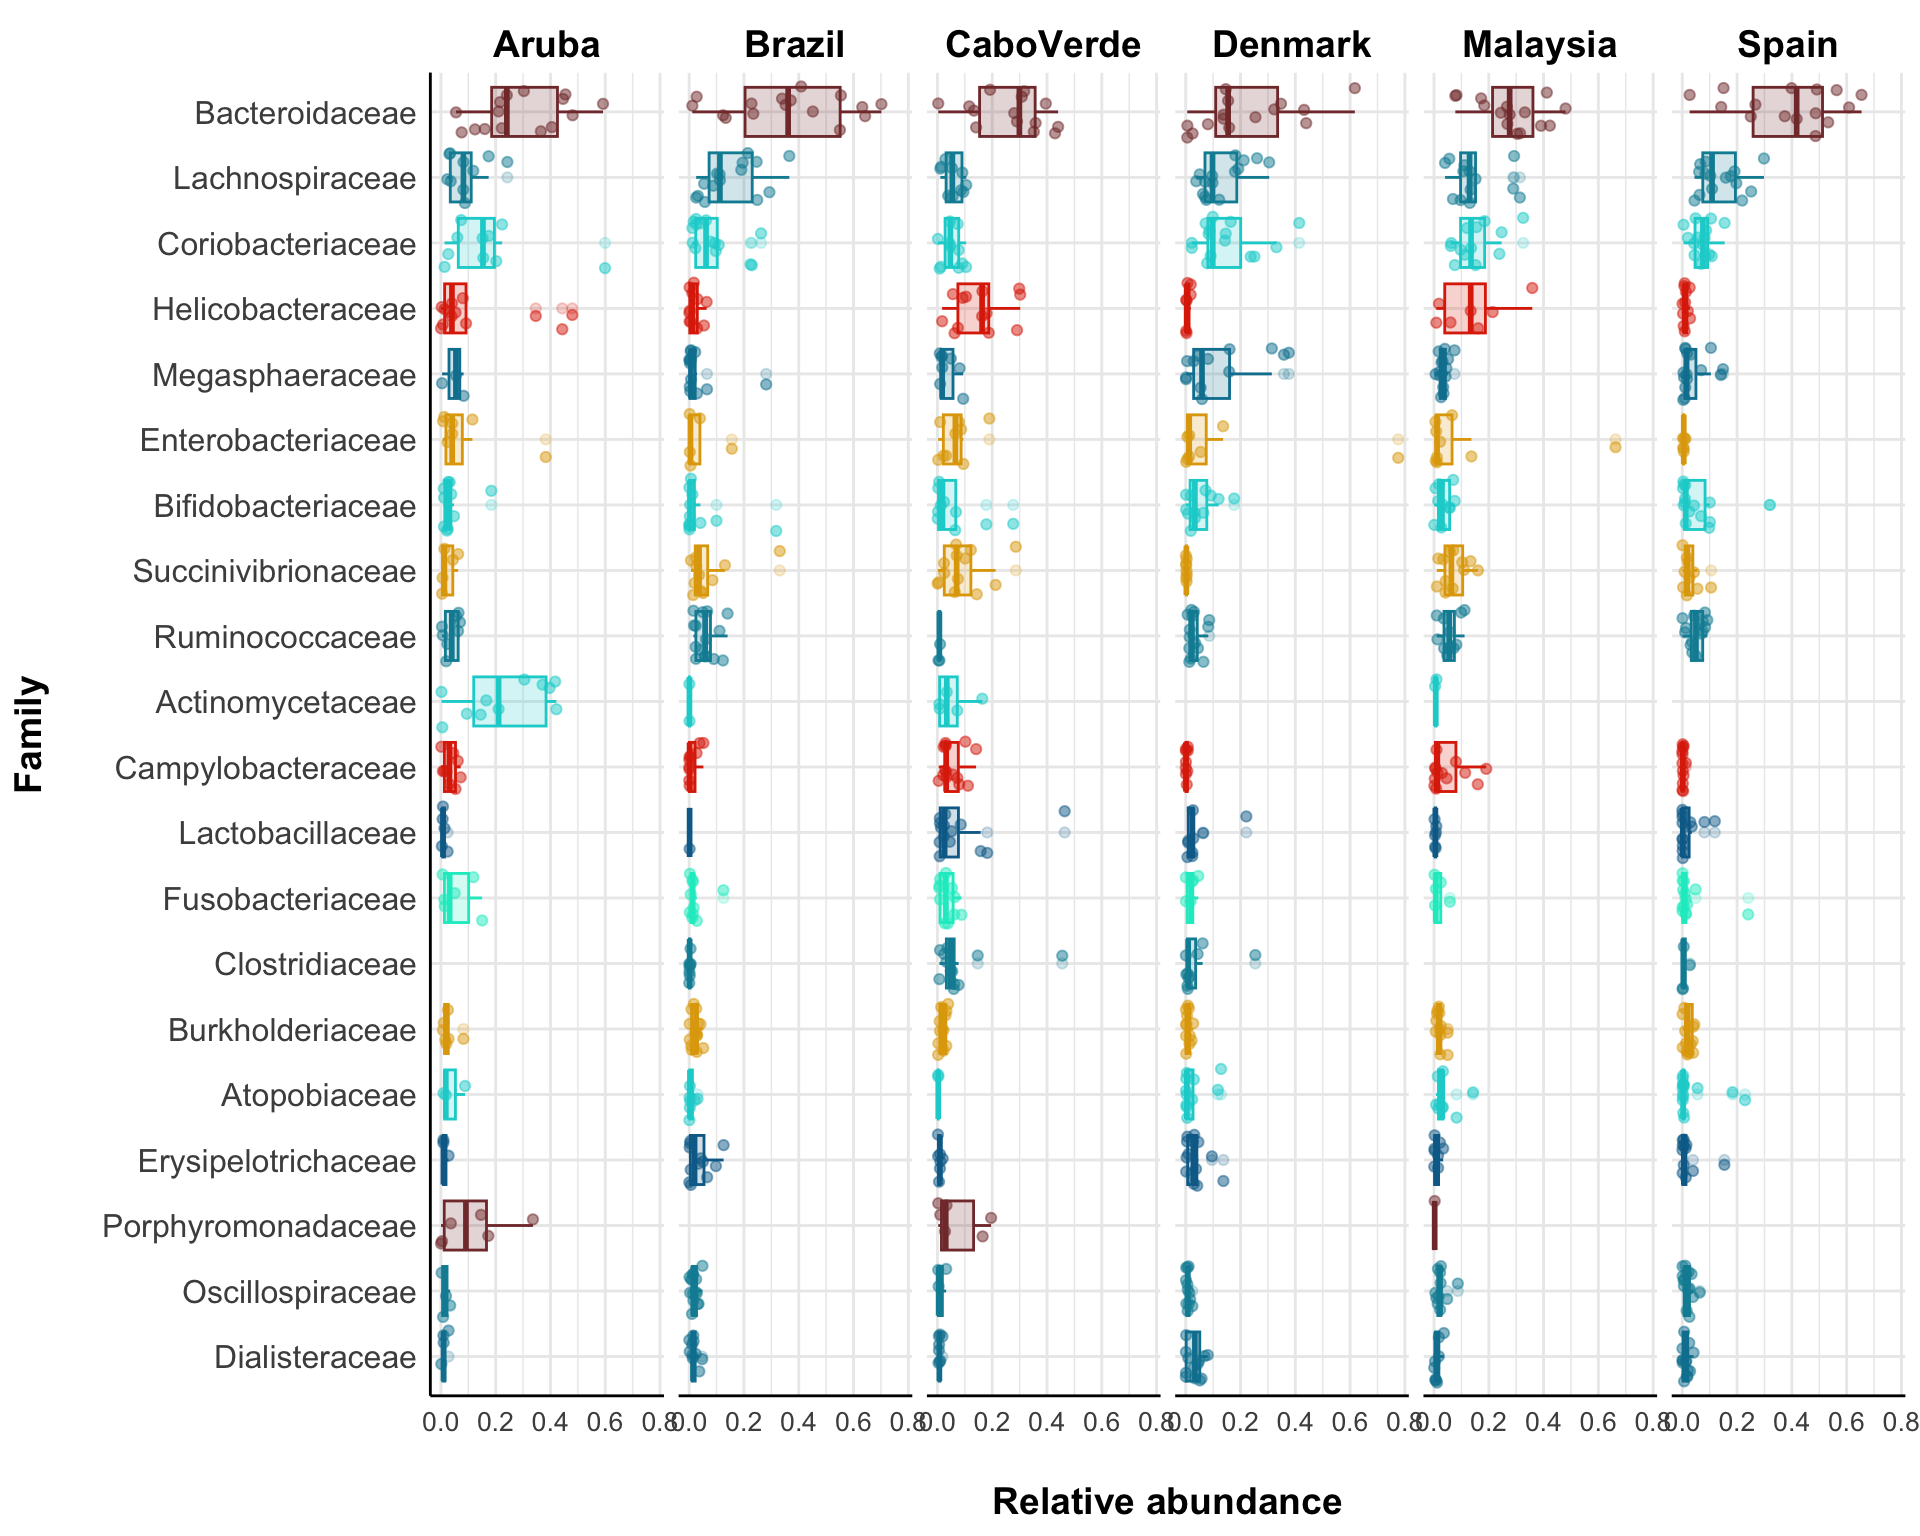 Aruba Brazil CaboVerde Denmark Malaysia Spain
Family
Bacteroidaceae
Lachnospiraceae
Coriobacteriaceae
Helicobacteraceae
Megasphaeraceae
Enterobacteriaceae
Bifidobacteriaceae
Succinivibrionaceae
Ruminococcaceae
Actinomycetaceae
Campylobacteraceae
Lactobacillaceae
Fusobacteriaceae
Clostridiaceae
Burkholderiaceae
Atopobiaceae
Erysipelotrichaceae
Porphyromonadaceae
Oscillospiraceae
Dialisteraceae
0.0 0.2 0.4 0.6 0.8 0.0 0.2 0.4 0.6 0.8 0.0 0.2 0.4 0.6 0.8 0.0 0.2 0.4 0.6 0.8 0.0 0.2 0.4 0.6 0.8 0.0 0.2 0.4 0.6 0.8
Relative abundance